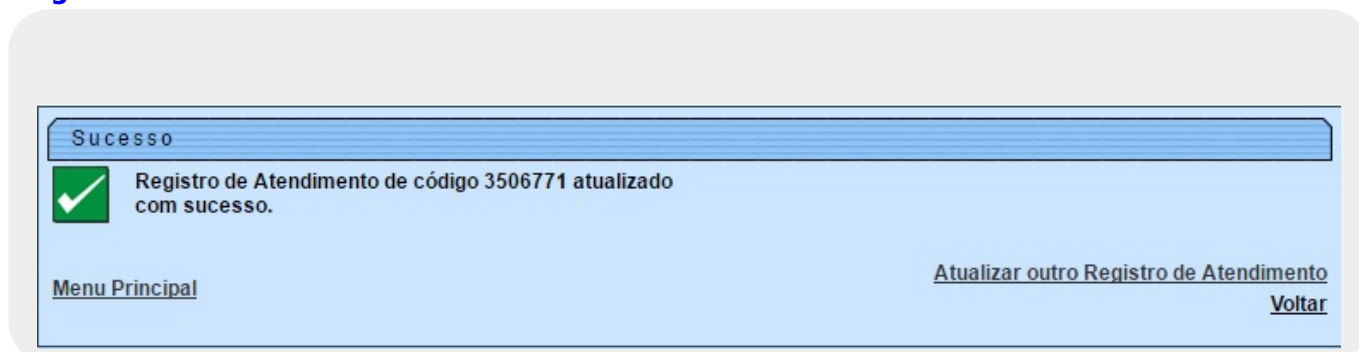 Sucesso
Registro de Atendimento de código 3506771 atualizado
com sucesso.
Atualizar outro Registro de Atendimento
Menu Principal
Voltar